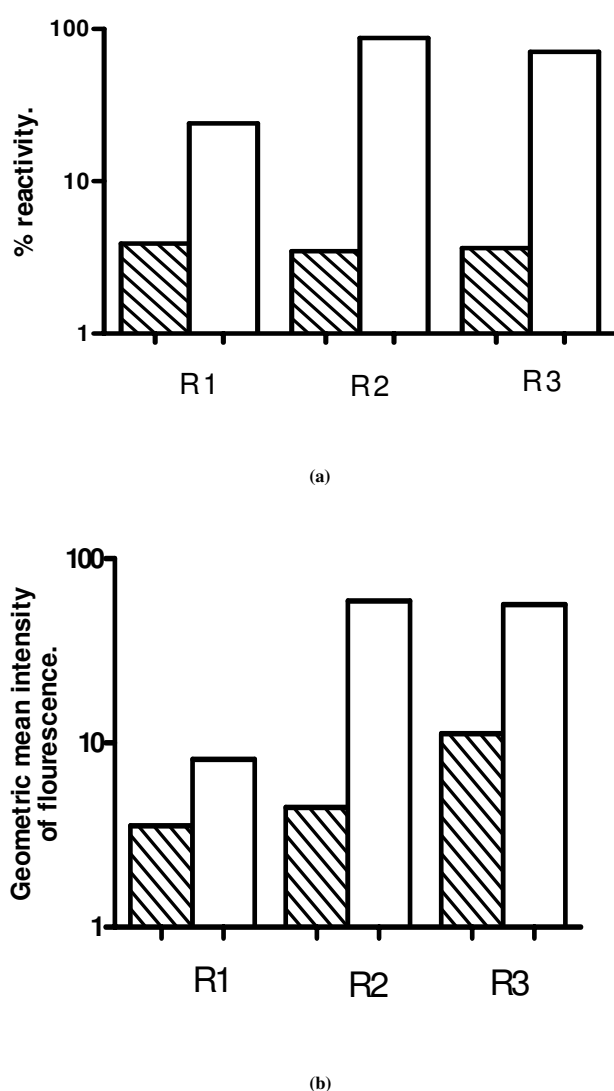 100
% reactivity.
10
1
R1
R2
R3
(a)
100
Geometric mean intensity
of flourescence.
10
1
R1
R2
R3
(b)